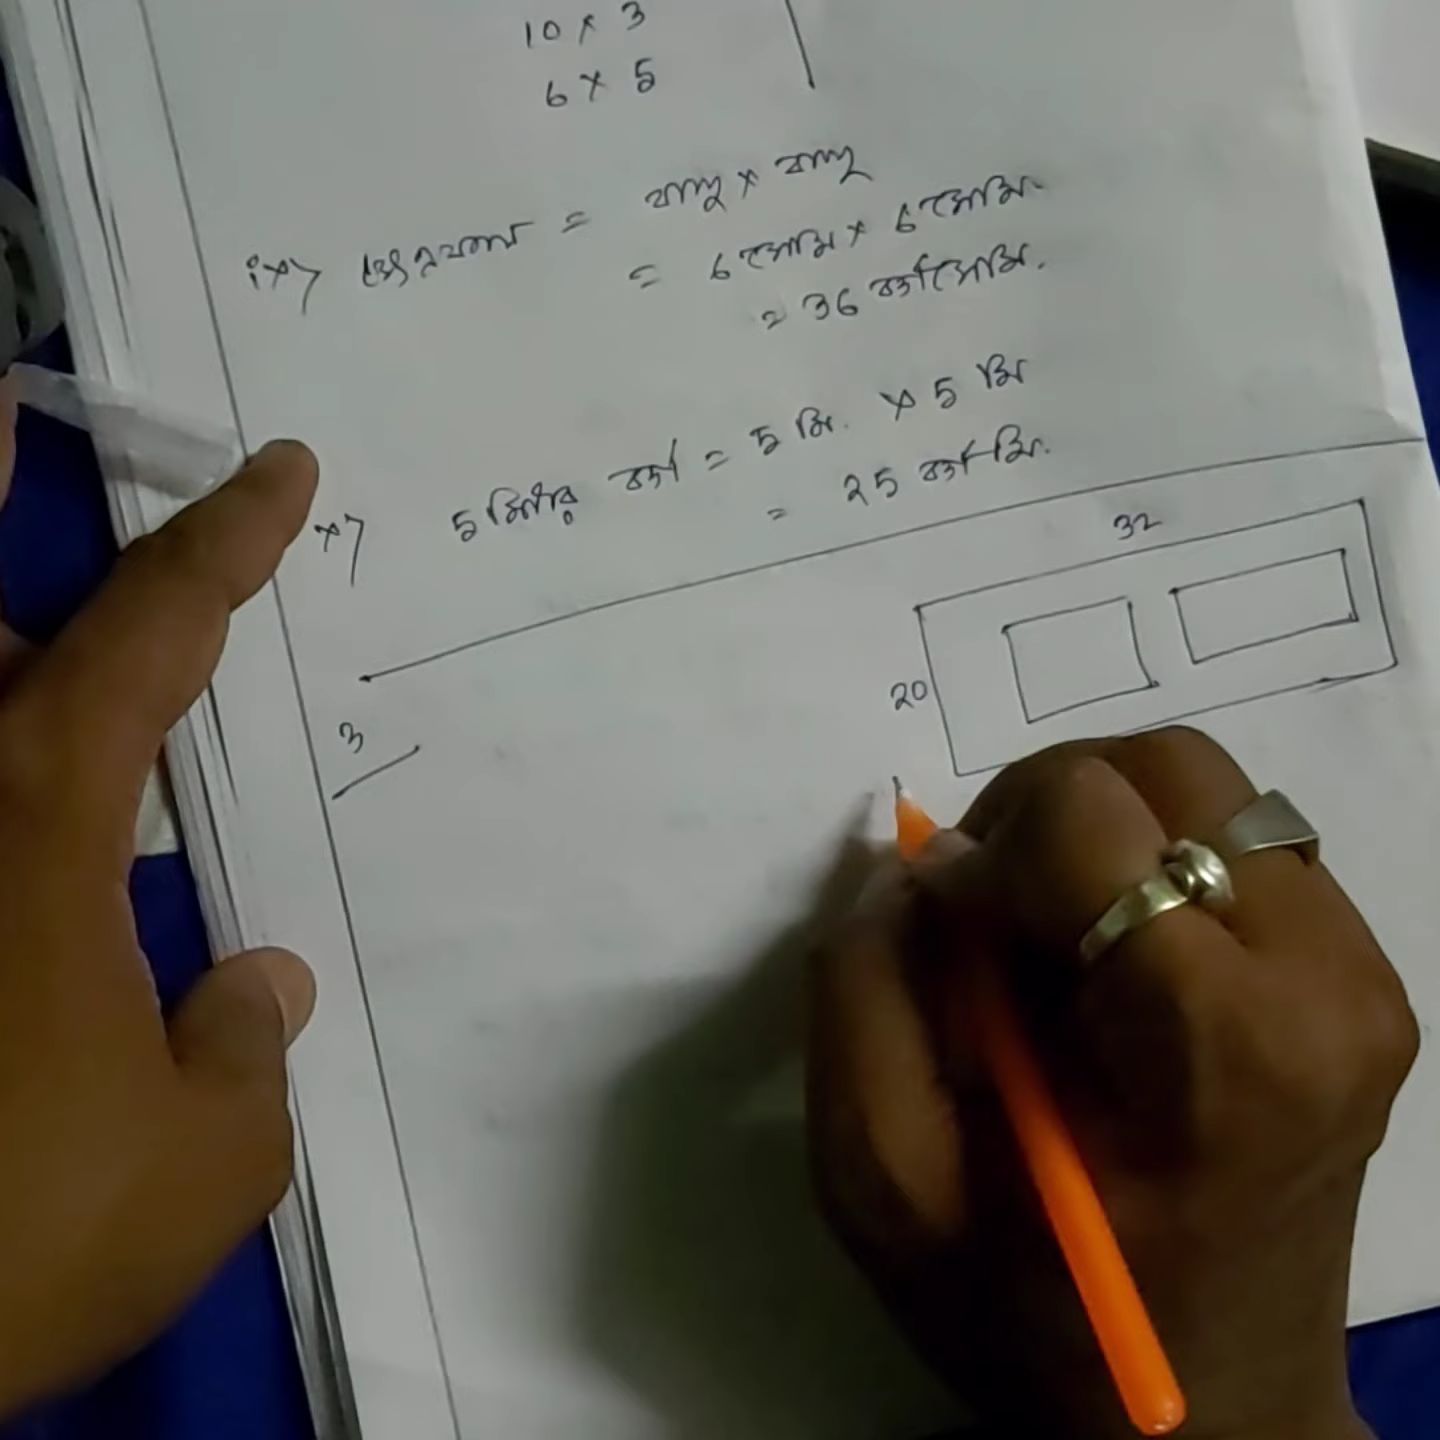 10 × 3
6 × 5
ix) ক্ষেত্রফল = বাহু × বাহু
= 6 সেমি × 6 সেমি.
= 36 বর্গসেমি.
x) 5 মিটার বর্গ = 5 মি. × 5 মি
= 25 বর্গমি.
32
20
3